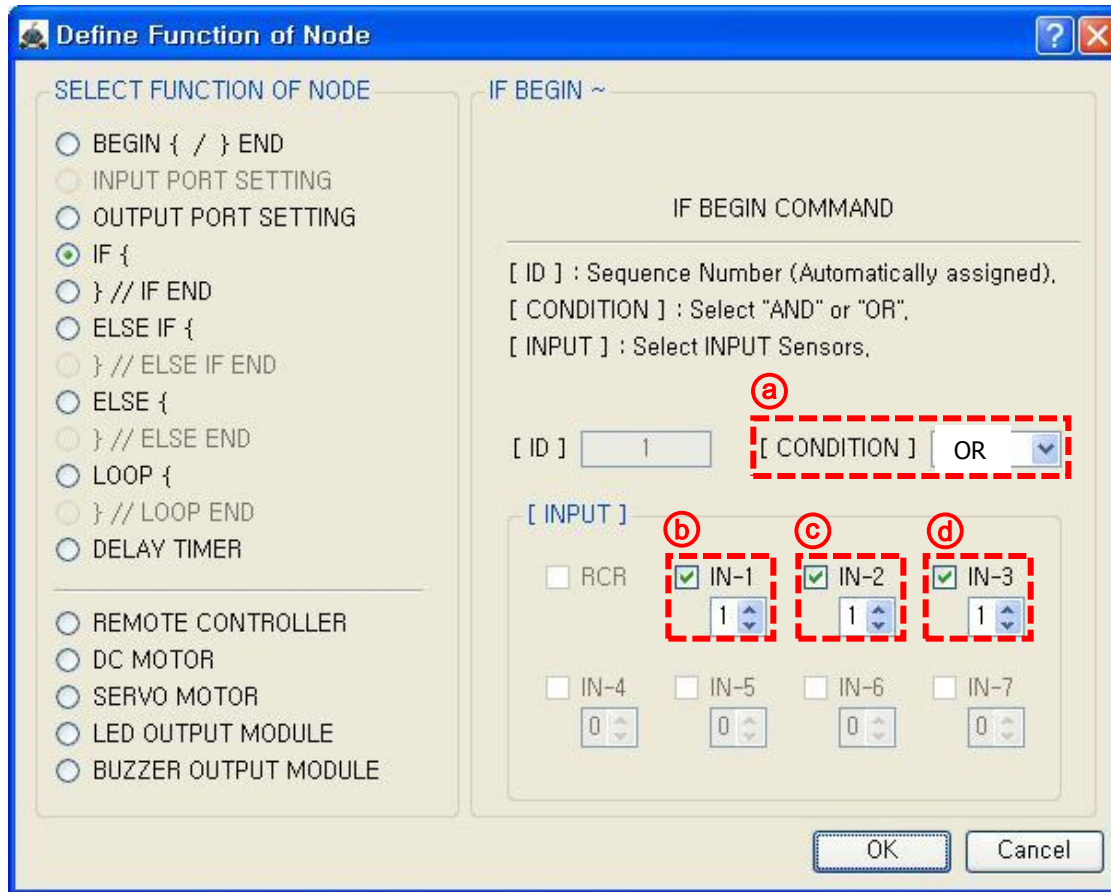 Define Function of Node
SELECT FUNCTION OF NODE
BEGIN { / } END
INPUT PORT SETTING
OUTPUT PORT SETTING
IF {
} // IF END
ELSE IF {
} // ELSE IF END
ELSE {
} // ELSE END
LOOP {
} // LOOP END
DELAY TIMER
REMOTE CONTROLLER
DC MOTOR
SERVO MOTOR
LED OUTPUT MODULE
BUZZER OUTPUT MODULE
IF BEGIN ~
IF BEGIN COMMAND
[ ID ] : Sequence Number (Automatically assigned),
[ CONDITION ] : Select "AND" or "OR",
[ INPUT ] : Select INPUT Sensors,
ⓐ
[ ID ] 1 [ CONDITION ] OR
[ INPUT ]
ⓑ ⓒ ⓓ
RCR IN-1 IN-2 IN-3
1 1 1
IN-4 IN-5 IN-6 IN-7
0 0 0 0
OK Cancel